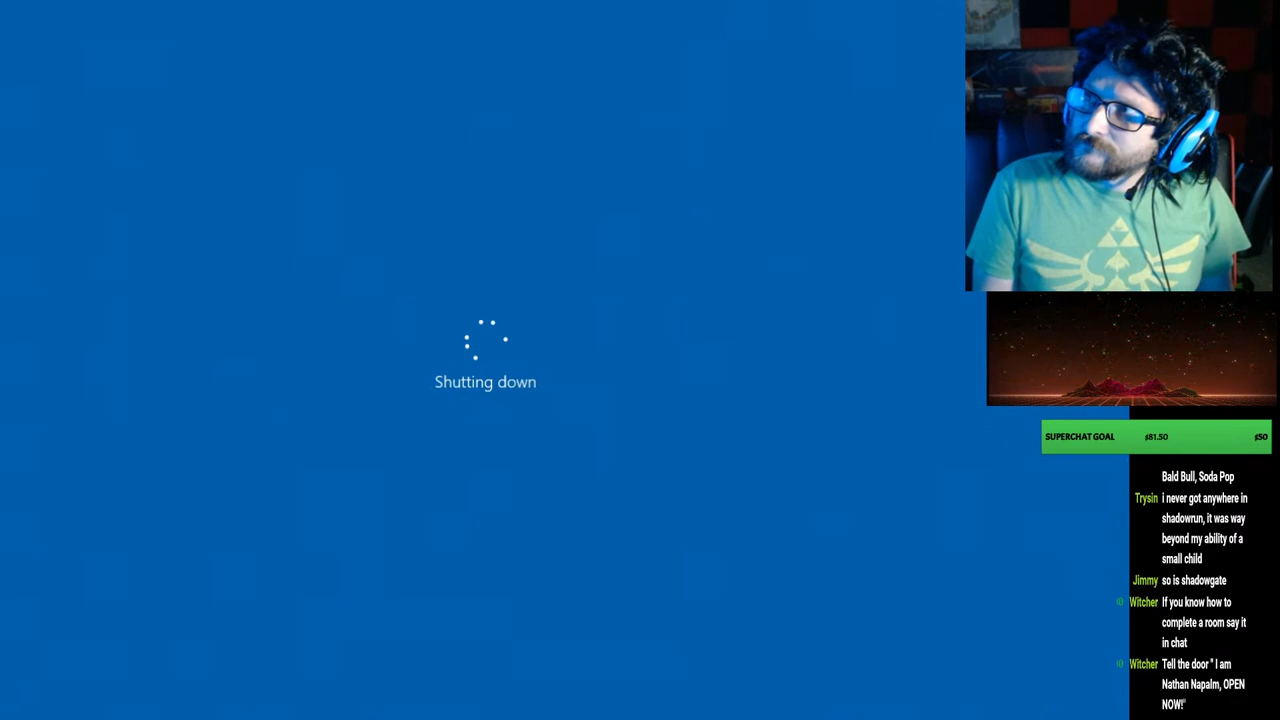 Shutting down
SUPERCHAT GOAL $81.50 $50
Bald Bull, Soda Pop
Trysin i never got anywhere in
shadowrun, it was way
beyond my ability of a
small child
Jimmy so is shadowgate
Witcher If you know how to
complete a room say it
in chat
Witcher Tell the door " I am
Nathan Napalm, OPEN
NOW!"